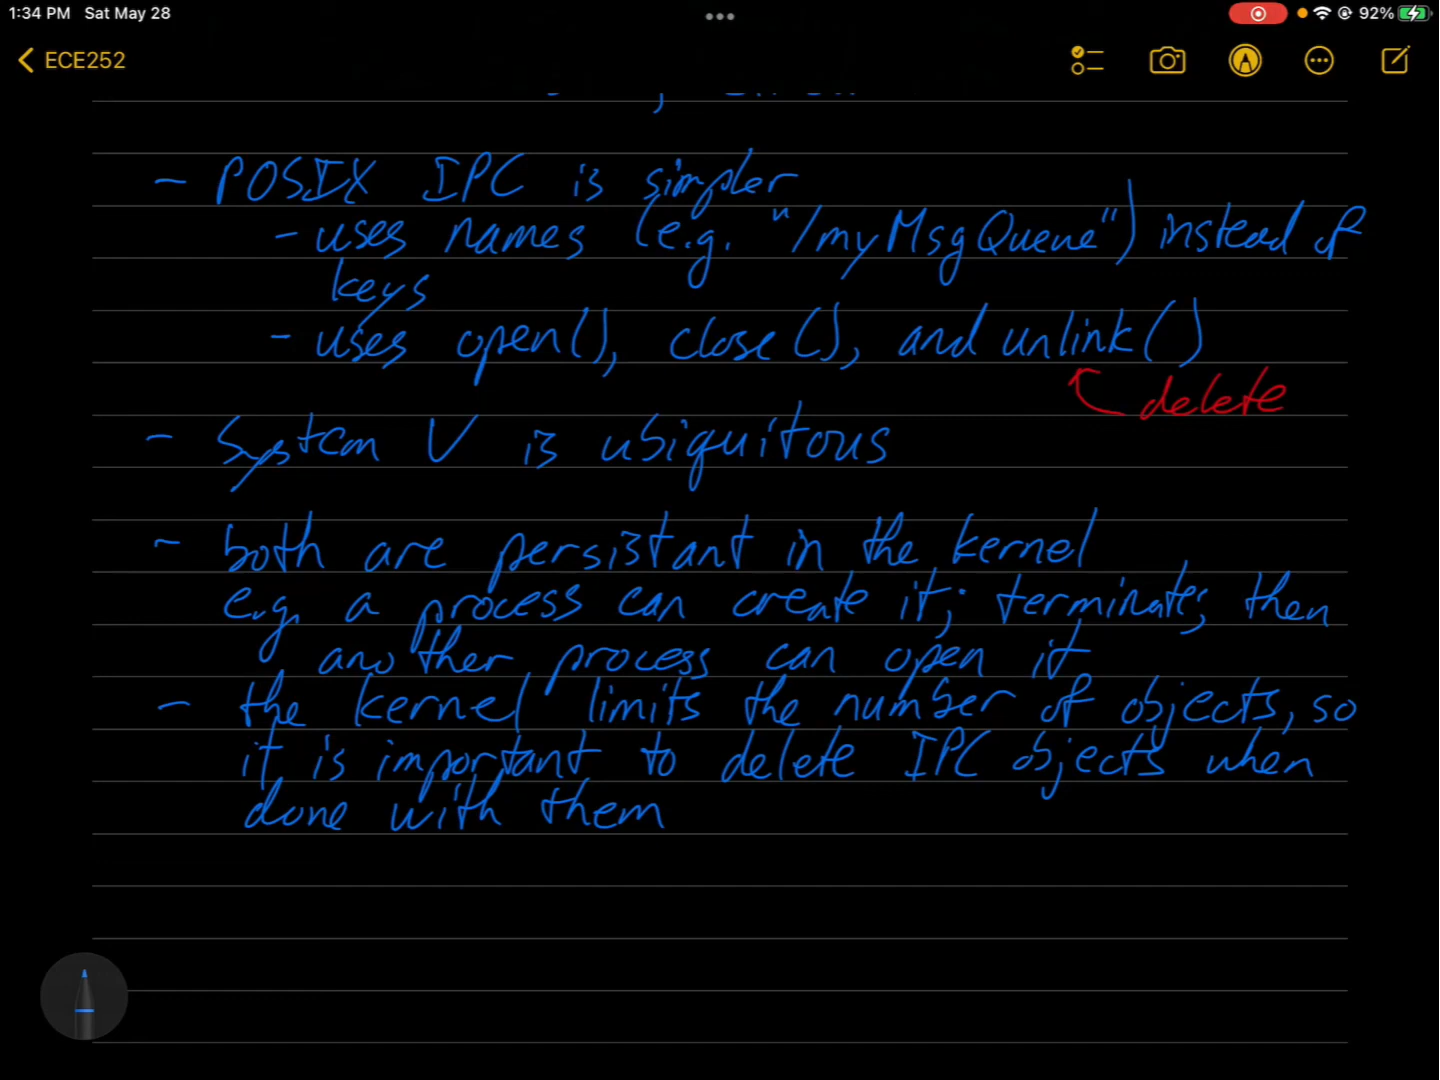 1:34 PM Sat May 28
92%
ECE252
- POSIX IPC is simpler
- uses names (e.g. "/myMsgQueue") instead of
keys
- uses open(), close(), and unlink()
delete
- System V is ubiquitous
- both are persistant in the kernel
e.g. a process can create it; terminate; then
another process can open it
- the kernel limits the number of objects, so
it is important to delete IPC objects when
done with them